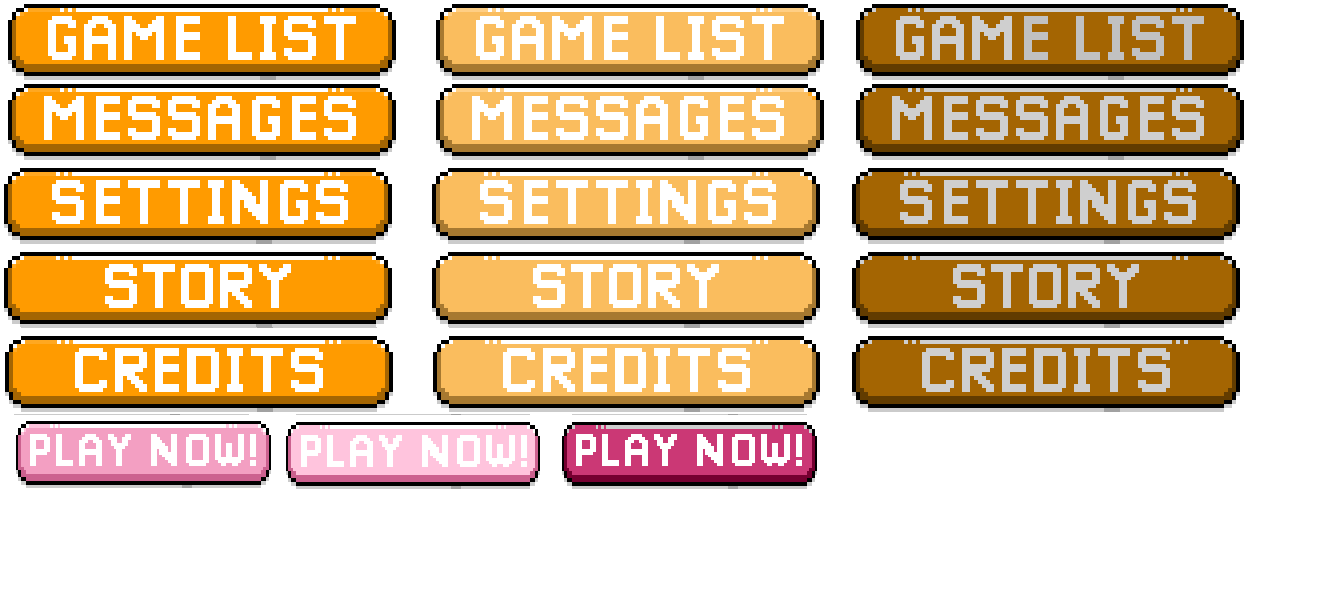 GAME LIST GAME LIST GAME LIST
MESSAGES MESSAGES MESSAGES
SETTINGS SETTINGS SETTINGS
STORY STORY STORY
CREDITS CREDITS CREDITS
PLAY NOW! PLAY NOW! PLAY NOW!